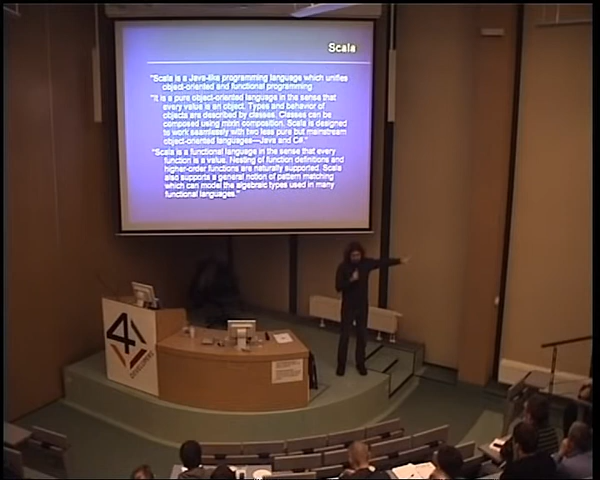 Scala
"Scala is a Java-like programming language which unifies
object-oriented and functional programming.
"It is a pure object-oriented language in the sense that
every value is an object. Types and behavior of
objects are described by classes. Classes can be
composed using mixin composition. Scala is designed
to work seamlessly with two less pure but mainstream
object-oriented languages—Java and C#."
"Scala is a functional language in the sense that every
function is a value. Nesting of function definitions and
higher-order functions are naturally supported. Scala
also supports a general notion of pattern matching
which can model the algebraic types used in many
functional languages."
4
DEVELOPERS